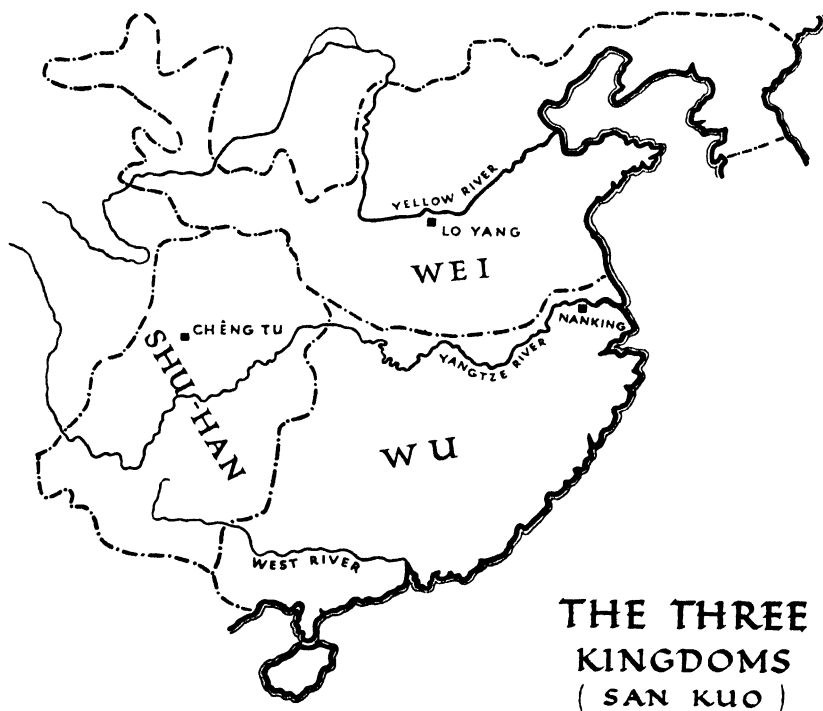 YELLOW RIVER
LO YANG
WEI
NANKING
CHÊNG TU
YANGTZE RIVER
SHU-HAN
WU
WEST RIVER
THE THREE
KINGDOMS
( SAN KUO )